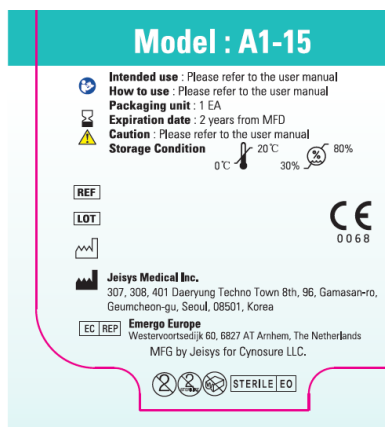 Model : A1-15
Intended use : Please refer to the user manual
How to use : Please refer to the user manual
Packaging unit : 1 EA
Expiration date : 2 years from MFD
Caution : Please refer to the user manual
Storage Condition
0℃ 20℃ 30% % 80%
REF
LOT
CE
0068
Jeisys Medical Inc.
307, 308, 401 Daeryung Techno Town 8th, 96, Gamasan-ro,
Geumcheon-gu, Seoul, 08501, Korea
EC REP Emergo Europe
Westervoortsedijk 60, 6827 AT Arnhem, The Netherlands
MFG by Jeisys for Cynosure LLC.
2 STERILE EO